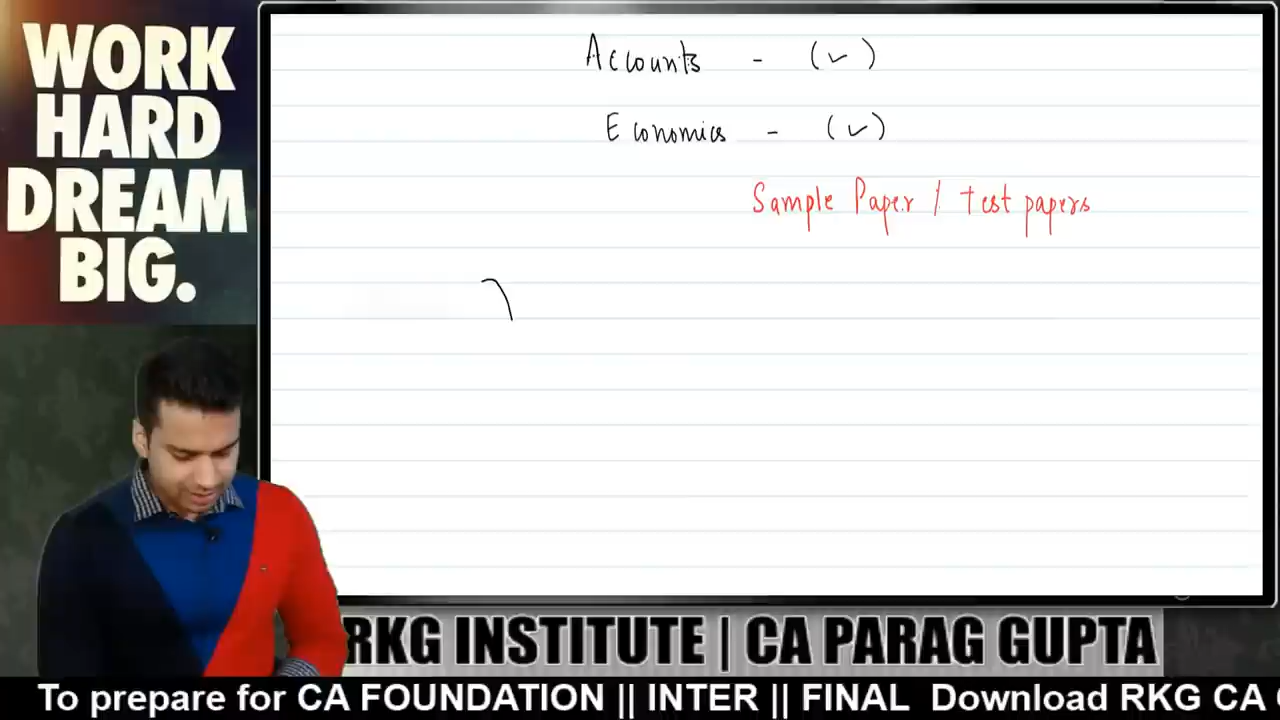 WORK
HARD
DREAM
BIG.
Accounts - (✓)
Economics - (✓)
Sample Paper / Test papers
RKG INSTITUTE | CA PARAG GUPTA
To prepare for CA FOUNDATION || INTER || FINAL Download RKG CA